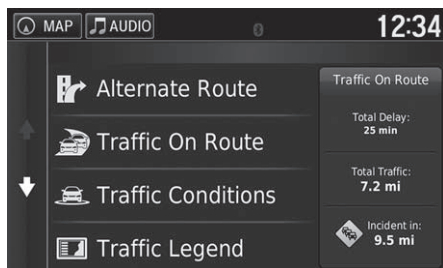 MAP AUDIO 12:34
Alternate Route
Traffic On Route
Traffic Conditions
Traffic Legend
Traffic On Route
Total Delay:
25 min
Total Traffic:
7.2 mi
Incident in:
9.5 mi